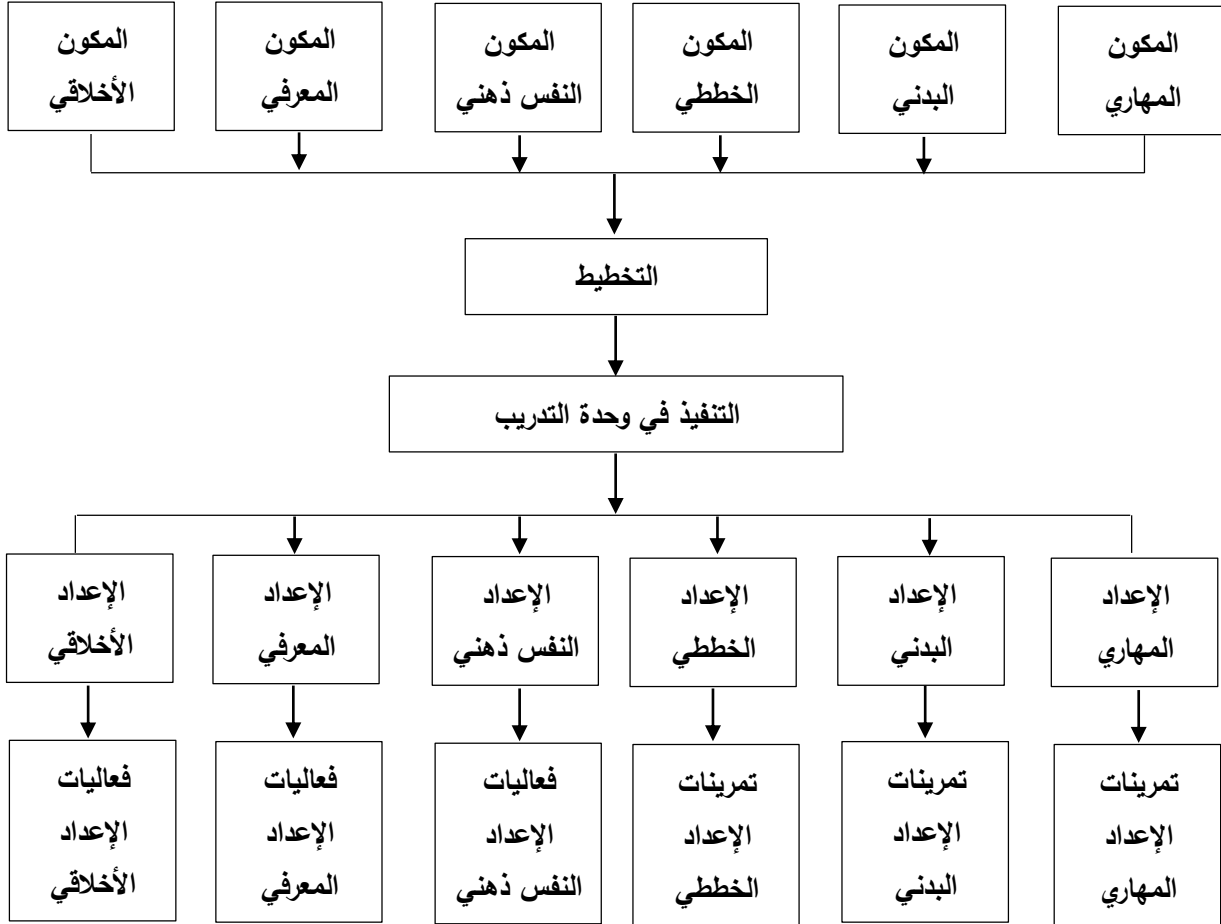 المكون
المهاري
المكون
البدني
المكون
الخططي
المكون
النفس ذهني
المكون
المعرفي
المكون
الأخلاقي
التخطيط
التنفيذ في وحدة التدريب
الإعداد
المهاري
الإعداد
البدني
الإعداد
الخططي
الإعداد
النفس ذهني
الإعداد
المعرفي
الإعداد
الأخلاقي
تمرينات
الإعداد
المهاري
تمرينات
الإعداد
البدني
تمرينات
الإعداد
الخططي
فعاليات
الإعداد
النفس ذهني
فعاليات
الإعداد
المعرفي
فعاليات
الإعداد
الأخلاقي